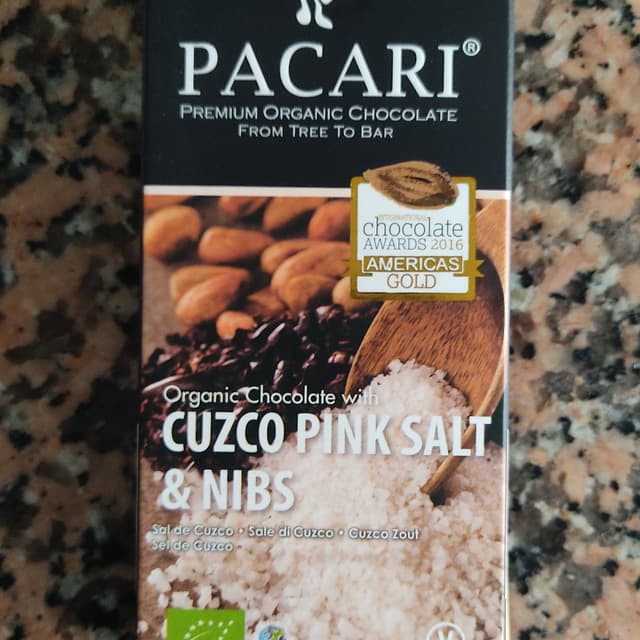 PACARI®
PREMIUM ORGANIC CHOCOLATE
FROM TREE TO BAR
INTERNATIONAL
chocolate
AWARDS 2016
AMERICAS
GOLD
Organic Chocolate with
CUZCO PINK SALT
& NIBS
Sal de Cuzco • Sale di Cuzco • Cuzco Zout
Sel de Cuzco